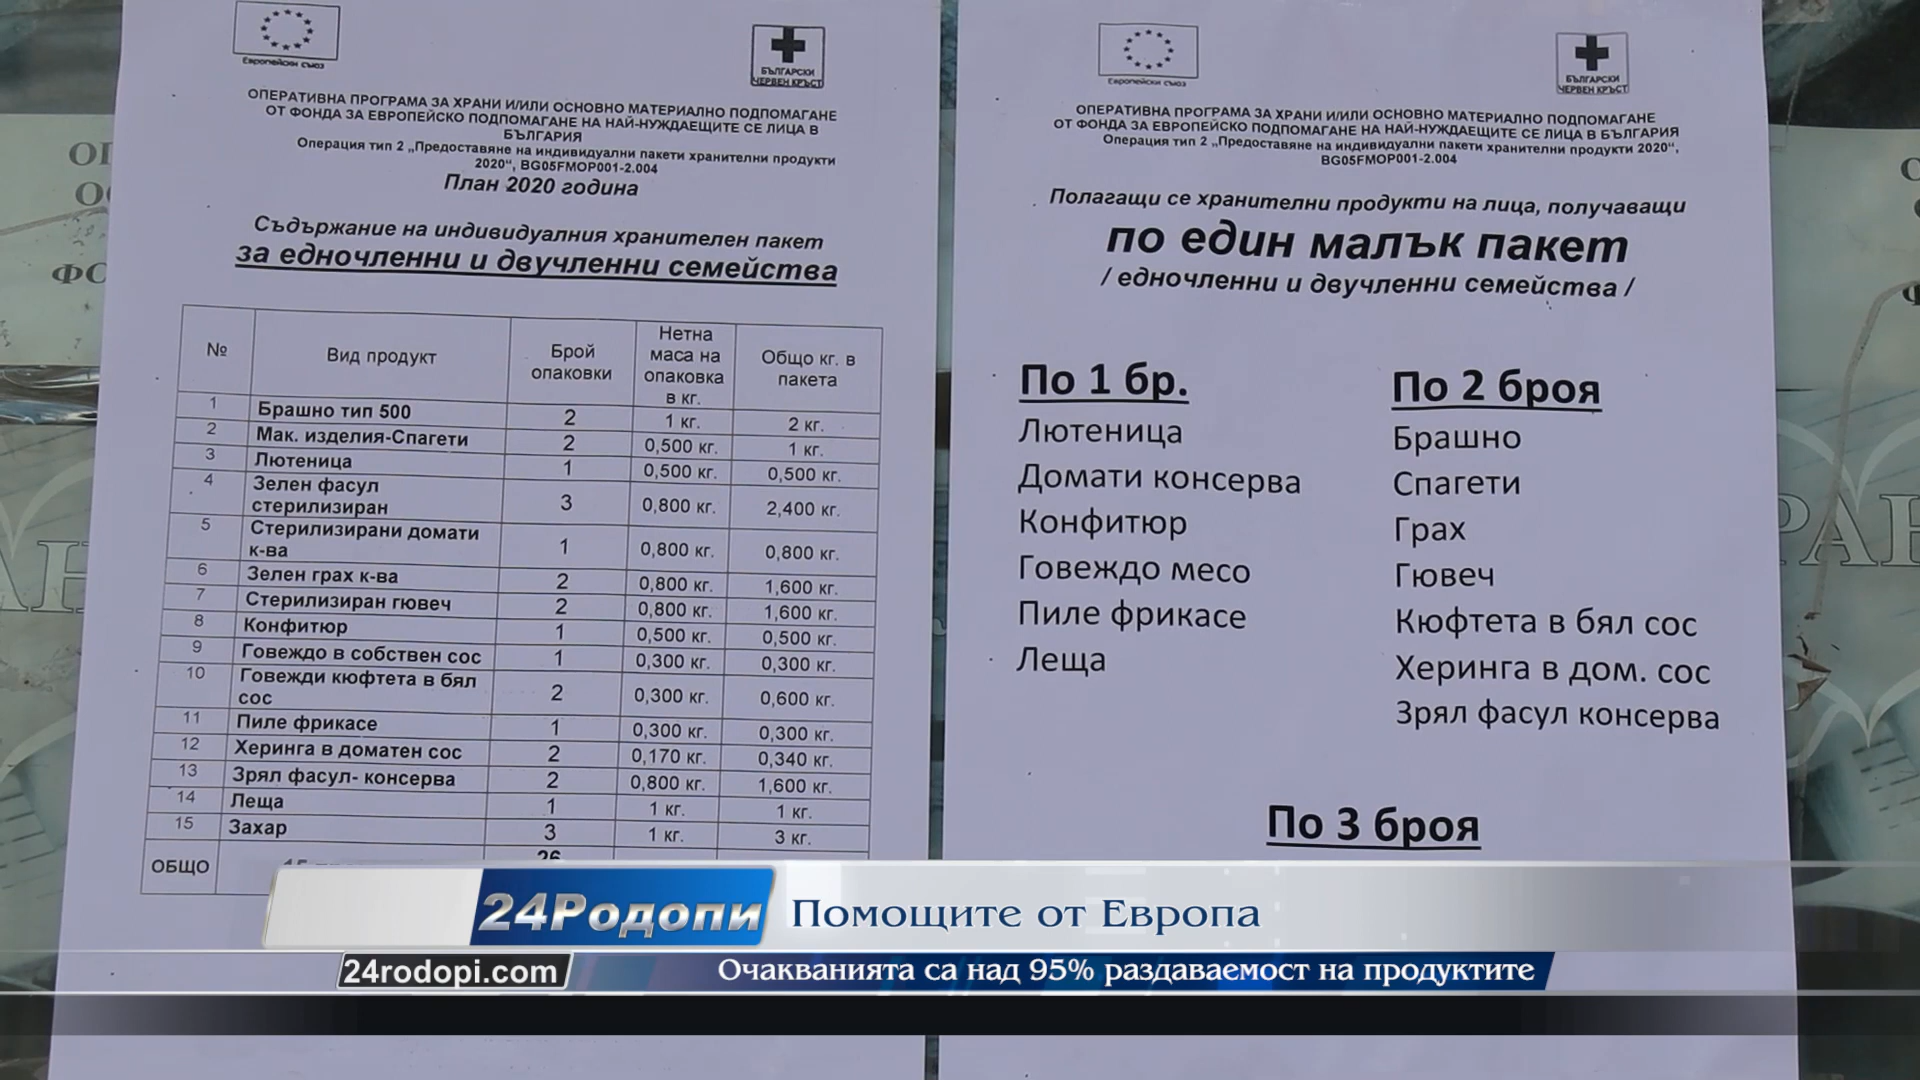 Европейски съюз
БЪЛГАРСКИ
ЧЕРВЕН КРЪСТ
ОПЕРАТИВНА ПРОГРАМА ЗА ХРАНИ И/ИЛИ ОСНОВНО МАТЕРИАЛНО ПОДПОМАГАНЕ
ОТ ФОНДА ЗА ЕВРОПЕЙСКО ПОДПОМАГАНЕ НА НАЙ-НУЖДАЕЩИТЕ СЕ ЛИЦА В
БЪЛГАРИЯ
Операция тип 2 „Предоставяне на индивидуални пакети хранителни продукти
2020“, BG05FMOP001-2.004
План 2020 година
Съдържание на индивидуалния хранителен пакет
за едночленни и двучленни семейства
№ Вид продукт Брой опаковки Нетна маса на опаковка в кг. Общо кг. в пакета
1 Брашно тип 500 2 1 кг. 2 кг.
2 Мак. изделия-Спагети 2 0,500 кг. 1 кг.
3 Лютеница 1 0,500 кг. 0,500 кг.
4 Зелен фасул стерилизиран 3 0,800 кг. 2,400 кг.
5 Стерилизирани домати к-ва 1 0,800 кг. 0,800 кг.
6 Зелен грах к-ва 2 0,800 кг. 1,600 кг.
7 Стерилизиран гювеч 2 0,800 кг. 1,600 кг.
8 Конфитюр 1 0,500 кг. 0,500 кг.
9 Говеждо в собствен сос 1 0,300 кг. 0,300 кг.
10 Говежди кюфтета в бял сос 2 0,300 кг. 0,600 кг.
11 Пиле фрикасе 1 0,300 кг. 0,300 кг.
12 Херинга в доматен сос 2 0,170 кг. 0,340 кг.
13 Зрял фасул- консерва 2 0,800 кг. 1,600 кг.
14 Леща 1 1 кг. 1 кг.
15 Захар 3 1 кг. 3 кг.
ОБЩО 26
Европейски съюз
БЪЛГАРСКИ
ЧЕРВЕН КРЪСТ
ОПЕРАТИВНА ПРОГРАМА ЗА ХРАНИ И/ИЛИ ОСНОВНО МАТЕРИАЛНО ПОДПОМАГАНЕ
ОТ ФОНДА ЗА ЕВРОПЕЙСКО ПОДПОМАГАНЕ НА НАЙ-НУЖДАЕЩИТЕ СЕ ЛИЦА В БЪЛГАРИЯ
Операция тип 2 „Предоставяне на индивидуални пакети хранителни продукти 2020“,
BG05FMOP001-2.004
Полагащи се хранителни продукти на лица, получаващи
по един малък пакет
/ едночленни и двучленни семейства /
По 1 бр.
Лютеница
Домати консерва
Конфитюр
Говеждо месо
Пиле фрикасе
Леща
По 2 броя
Брашно
Спагети
Грах
Гювеч
Кюфтета в бял сос
Херинга в дом. сос
Зрял фасул консерва
По 3 броя
24Родопи
Помощите от Европа
24rodopi.com
Очакванията са над 95% раздаваемост на продуктите